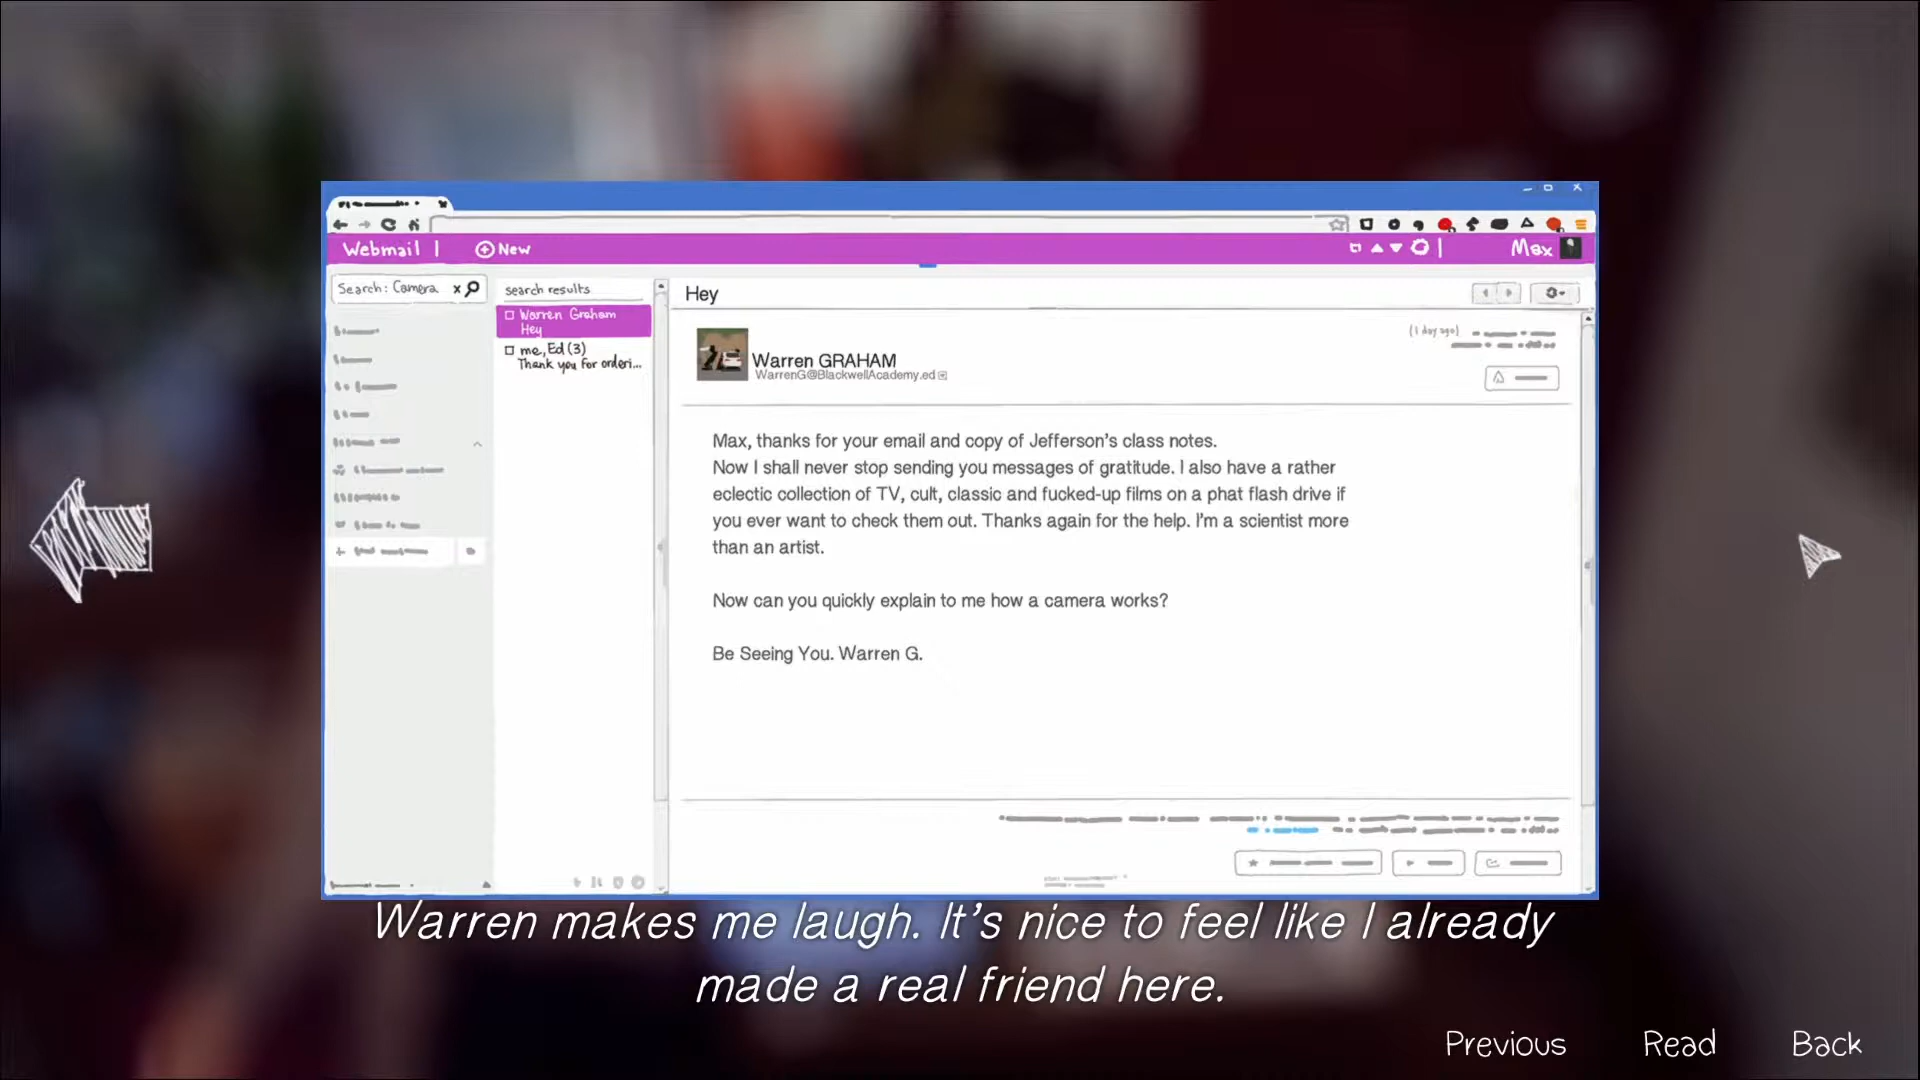 Webmail |
New
Max
Search: Camera x
search results
Warren Graham
Hey
me, Ed (3)
Thank you for orderi...
Hey
(1 day ago)
Warren GRAHAM
WarrenG@BlackwellAcademy.ed
Max, thanks for your email and copy of Jefferson's class notes.
Now I shall never stop sending you messages of gratitude. I also have a rather
eclectic collection of TV, cult, classic and fucked-up films on a phat flash drive if
you ever want to check them out. Thanks again for the help. I'm a scientist more
than an artist.
Now can you quickly explain to me how a camera works?
Be Seeing You. Warren G.
Warren makes me laugh. It's nice to feel like I already
made a real friend here.
Previous
Read
Back